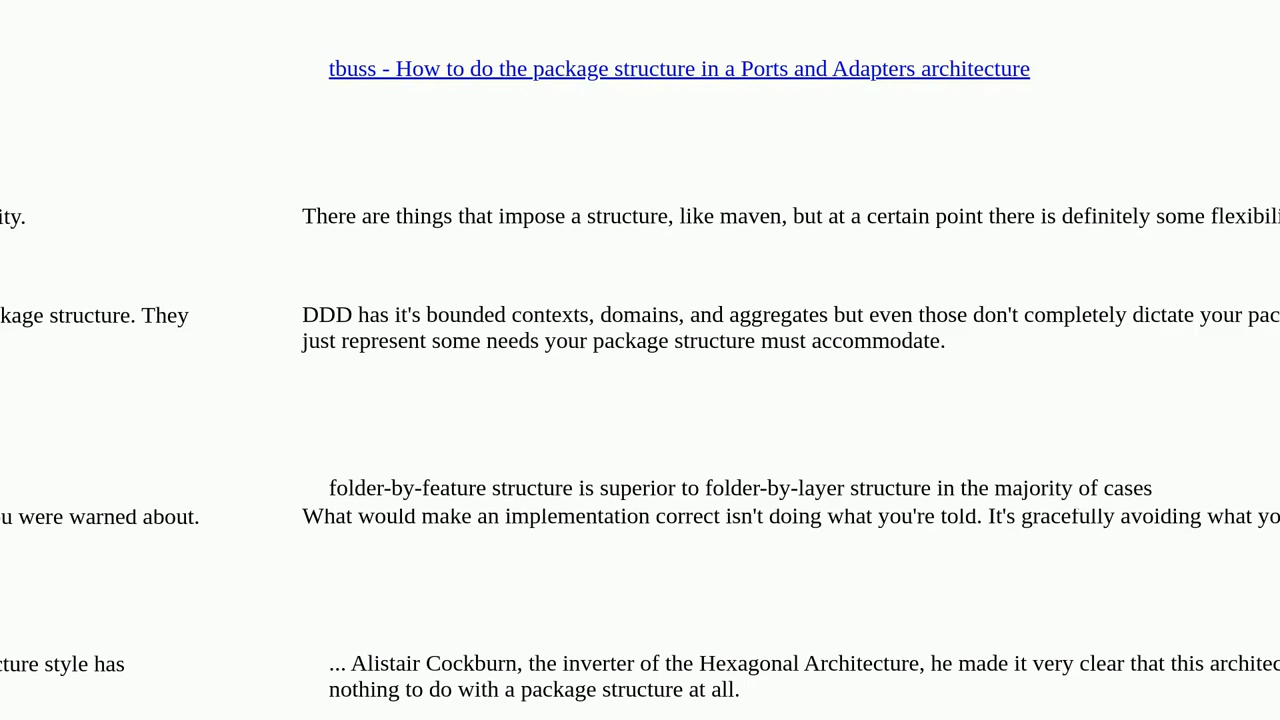 tbuss - How to do the package structure in a Ports and Adapters architecture
ity.
There are things that impose a structure, like maven, but at a certain point there is definitely some flexibili
kage structure. They
DDD has it's bounded contexts, domains, and aggregates but even those don't completely dictate your pac
just represent some needs your package structure must accommodate.
folder-by-feature structure is superior to folder-by-layer structure in the majority of cases
ou were warned about.
What would make an implementation correct isn't doing what you're told. It's gracefully avoiding what yo
cture style has
... Alistair Cockburn, the inverter of the Hexagonal Architecture, he made it very clear that this architec
nothing to do with a package structure at all.